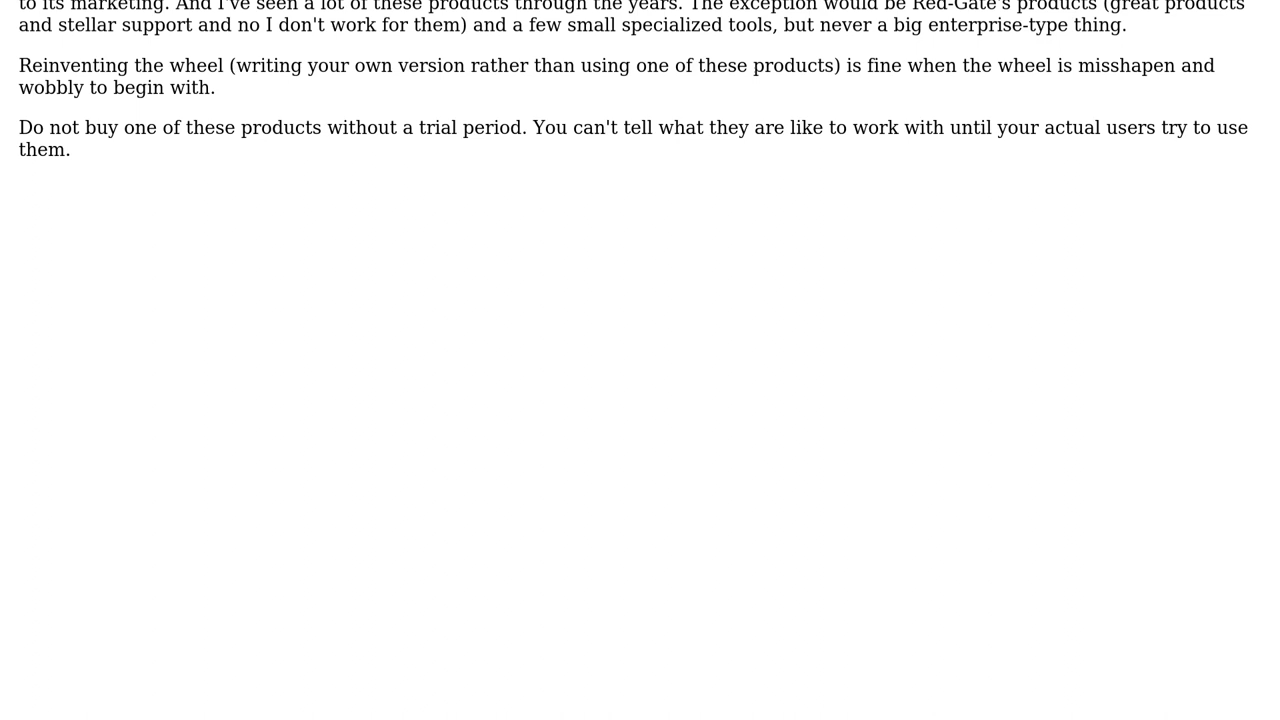 to its marketing. And I've seen a lot of these products through the years. The exception would be Red-Gate's products (great products
and stellar support and no I don't work for them) and a few small specialized tools, but never a big enterprise-type thing.
Reinventing the wheel (writing your own version rather than using one of these products) is fine when the wheel is misshapen and
wobbly to begin with.
Do not buy one of these products without a trial period. You can't tell what they are like to work with until your actual users try to use
them.